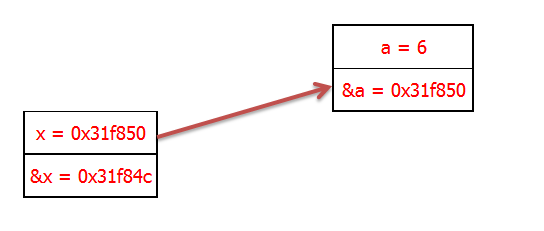 a = 6
&a = 0x31f850
x = 0x31f850
&x = 0x31f84c